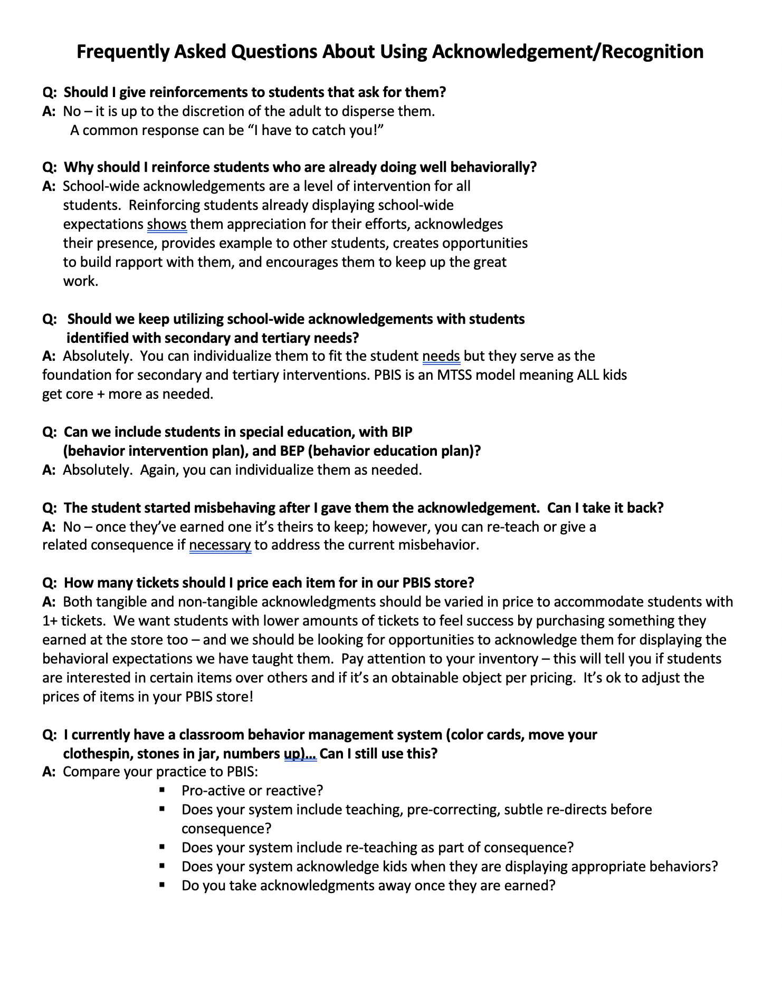 Frequently Asked Questions About Using Acknowledgement/Recognition
Q:  Should I give reinforcements to students that ask for them?
A:  No – it is up to the discretion of the adult to disperse them.
A common response can be “I have to catch you!”
Q:  Why should I reinforce students who are already doing well behaviorally?
A:  School-wide acknowledgements are a level of intervention for all
students.  Reinforcing students already displaying school-wide
expectations shows them appreciation for their efforts, acknowledges
their presence, provides example to other students, creates opportunities
to build rapport with them, and encourages them to keep up the great
work.
Q:   Should we keep utilizing school-wide acknowledgements with students
identified with secondary and tertiary needs?
A:  Absolutely.  You can individualize them to fit the student needs but they serve as the
foundation for secondary and tertiary interventions. PBIS is an MTSS model meaning ALL kids
get core + more as needed.
Q:  Can we include students in special education, with BIP
(behavior intervention plan), and BEP (behavior education plan)?
A:  Absolutely.  Again, you can individualize them as needed.
Q:  The student started misbehaving after I gave them the acknowledgement.  Can I take it back?
A:  No – once they’ve earned one it’s theirs to keep; however, you can re-teach or give a
related consequence if necessary to address the current misbehavior.
Q:  How many tickets should I price each item for in our PBIS store?
A:  Both tangible and non-tangible acknowledgments should be varied in price to accommodate students with
1+ tickets.  We want students with lower amounts of tickets to feel success by purchasing something they
earned at the store too – and we should be looking for opportunities to acknowledge them for displaying the
behavioral expectations we have taught them.  Pay attention to your inventory – this will tell you if students
are interested in certain items over others and if it’s an obtainable object per pricing.  It’s ok to adjust the
prices of items in your PBIS store!
Q:  I currently have a classroom behavior management system (color cards, move your
clothespin, stones in jar, numbers up)… Can I still use this?
A:  Compare your practice to PBIS:
▪ Pro-active or reactive?
▪ Does your system include teaching, pre-correcting, subtle re-directs before
consequence?
▪ Does your system include re-teaching as part of consequence?
▪ Does your system acknowledge kids when they are displaying appropriate behaviors?
▪ Do you take acknowledgments away once they are earned?